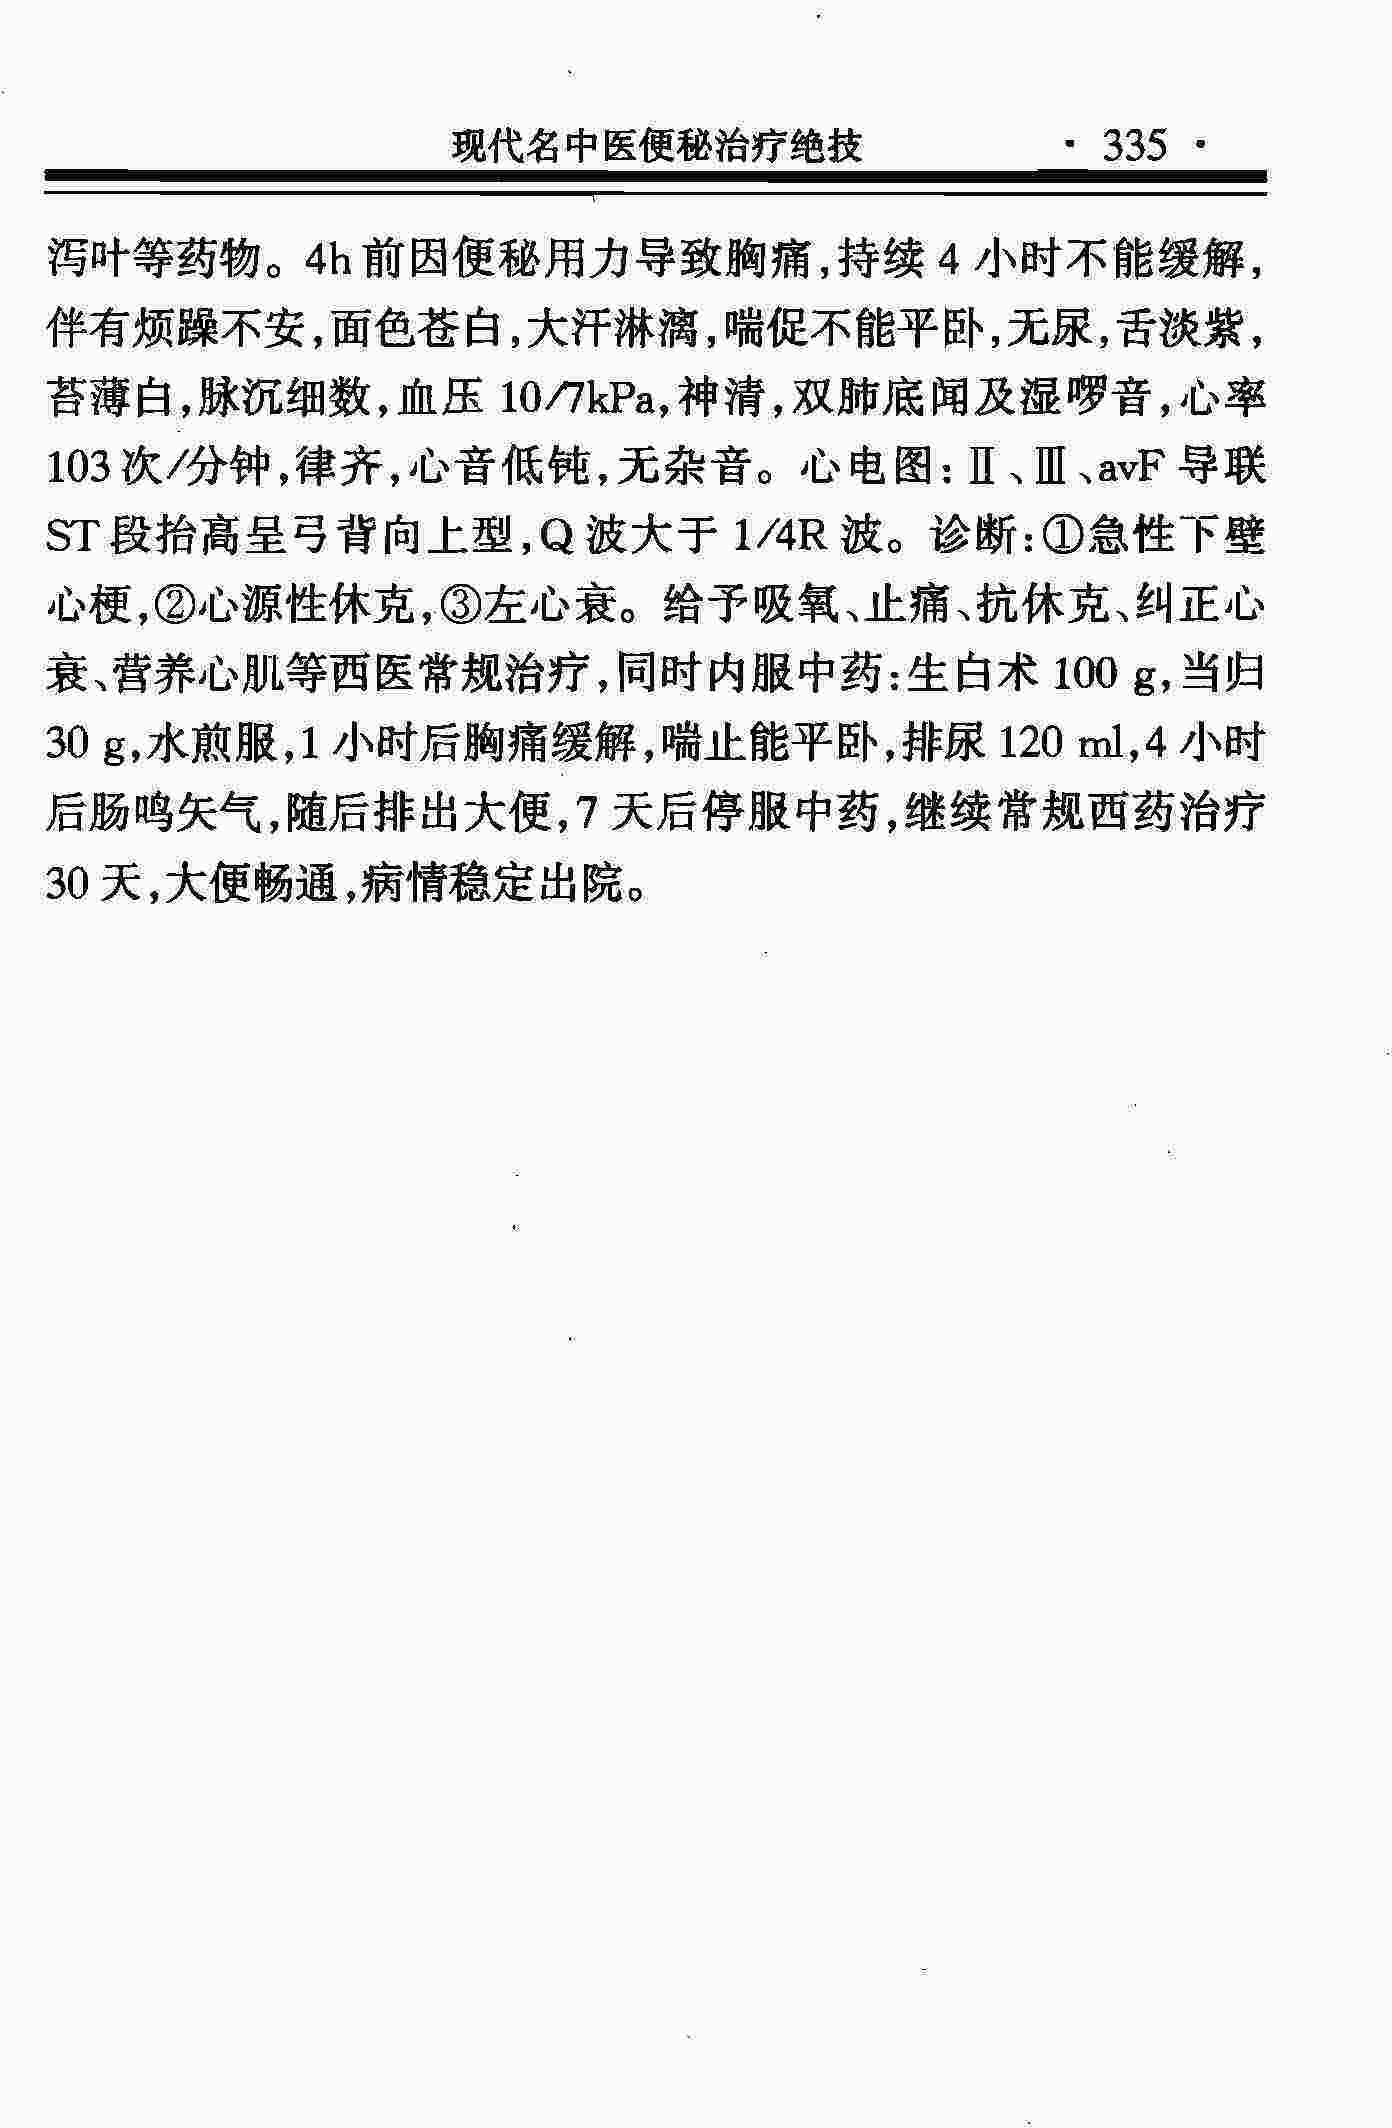 现代名中医便秘治疗绝技 · 335 ·
泻叶等药物。4h前因便秘用力导致胸痛,持续 4 小时不能缓解,
伴有烦躁不安,面色苍白,大汗淋漓,喘促不能平卧,无尿,舌淡紫,
苔薄白,脉沉细数,血压 10/7kPa,神清,双肺底闻及湿啰音,心率
103次/分钟,律齐,心音低钝,无杂音。心电图:Ⅱ、Ⅲ、avF 导联
ST段抬高呈弓背向上型,Q 波大于 1/4R 波。诊断:①急性下壁
心梗,②心源性休克,③左心衰。给予吸氧、止痛、抗休克、纠正心
衰、营养心肌等西医常规治疗,同时内服中药:生白术 100 g,当归
30 g,水煎服,1 小时后胸痛缓解,喘止能平卧,排尿 120 ml,4 小时
后肠鸣矢气,随后排出大便,7 天后停服中药,继续常规西药治疗
30 天,大便畅通,病情稳定出院。